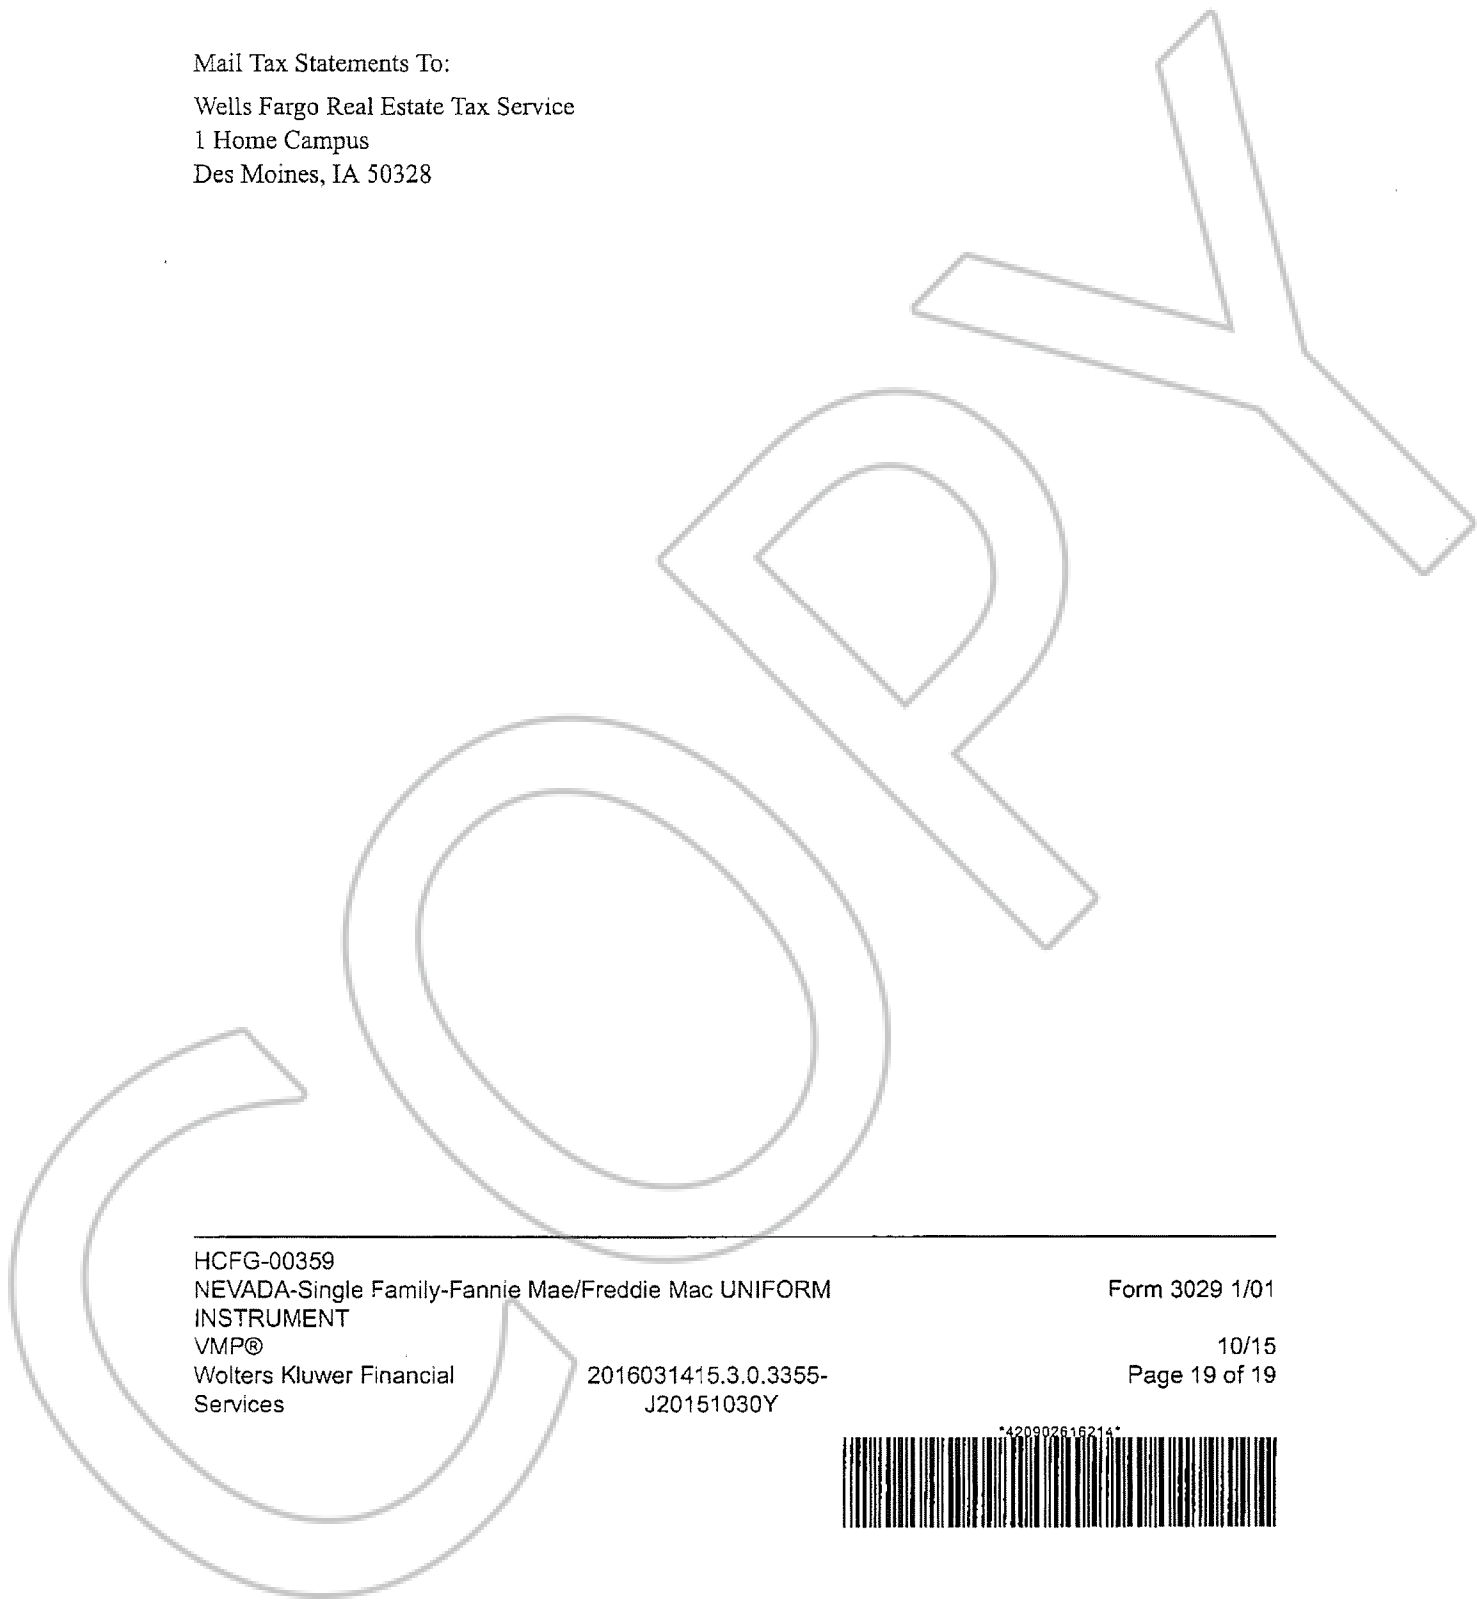 Mail Tax Statements To:
Wells Fargo Real Estate Tax Service
1 Home Campus
Des Moines, IA 50328
COPY
HCFG-00359
NEVADA-Single Family-Fannie Mae/Freddie Mac UNIFORM
INSTRUMENT
Form 3029 1/01
VMP®
10/15
Wolters Kluwer Financial
Services
2016031415.3.0.3355-
J20151030Y
Page 19 of 19
*420902616214*